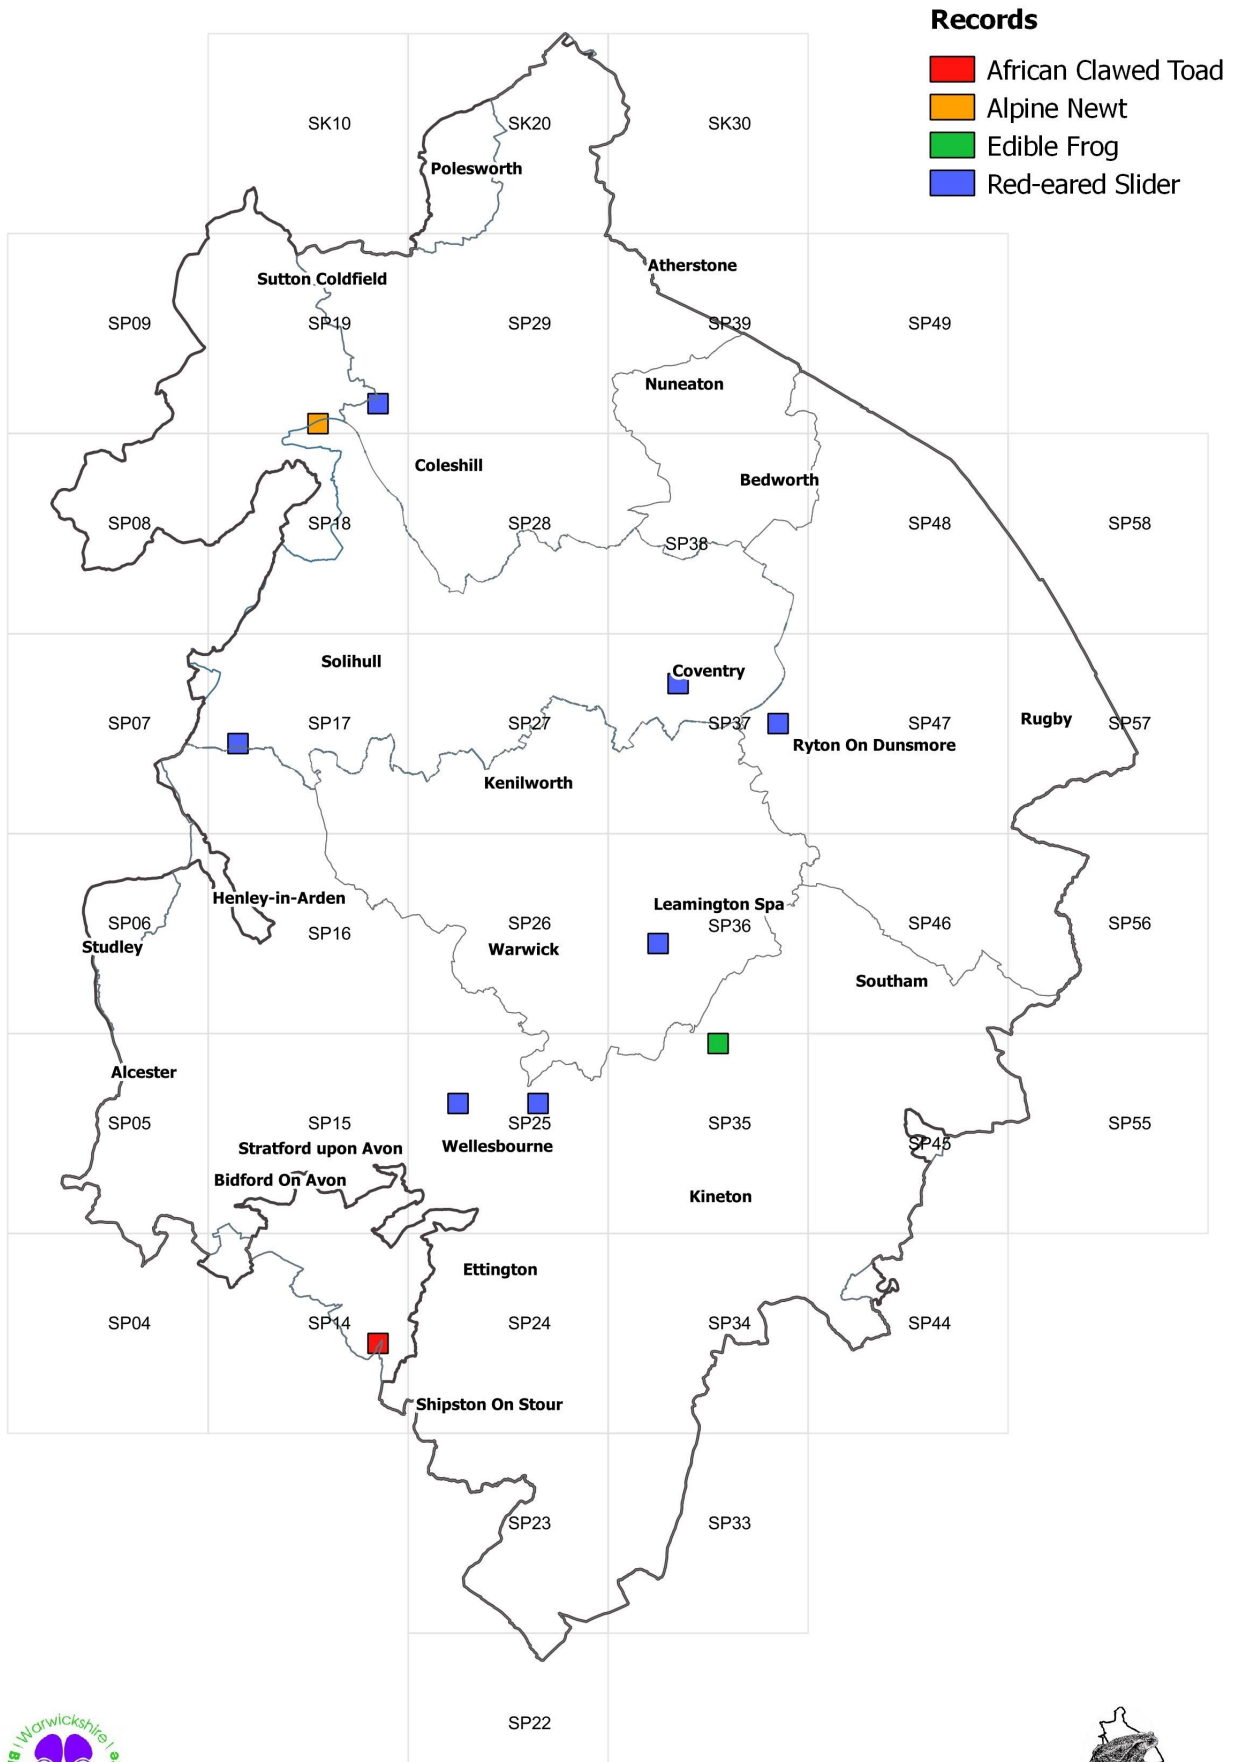 Records
African Clawed Toad
Alpine Newt
Edible Frog
Red-eared Slider
SK10
SK20
SK30
Polesworth
Atherstone
Sutton Coldfield
SP09
SP19
SP29
SP39
SP49
Nuneaton
Coleshill
Bedworth
SP08
SP18
SP28
SP38
SP48
SP58
Solihull
Coventry
SP07
SP17
SP27
SP37
SP47
Rugby
SP57
Ryton On Dunsmore
Kenilworth
Henley-in-Arden
Leamington Spa
SP06
SP16
SP26
SP36
SP46
SP56
Studley
Warwick
Southam
Alcester
SP05
SP15
SP25
SP35
SP45
SP55
Stratford upon Avon
Wellesbourne
Bidford On Avon
Kineton
Ettington
SP04
SP14
SP24
SP34
SP44
Shipston On Stour
SP23
SP33
SP22
Warwickshire